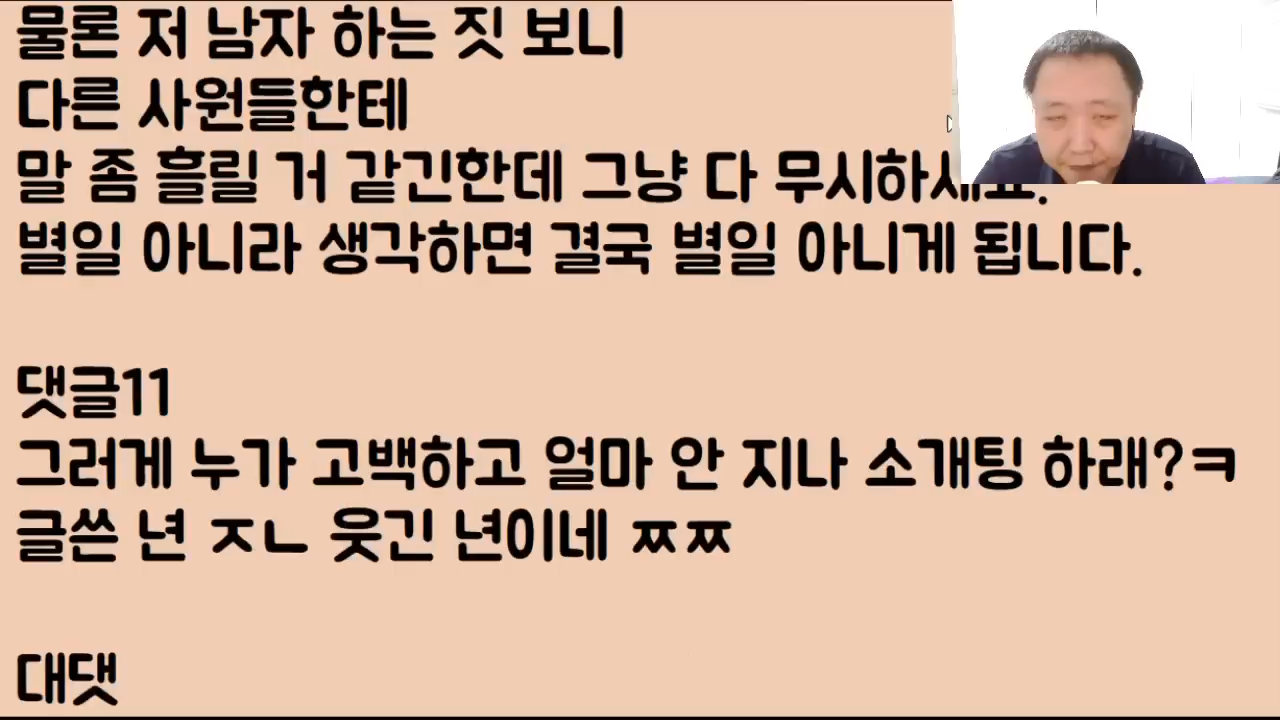 물론 저 남자 하는 짓 보니
다른 사원들한테
말 좀 흘릴 거 같긴한데 그냥 다 무시하세요.
별일 아니라 생각하면 결국 별일 아니게 됩니다.
댓글11
그러게 누가 고백하고 얼마 안 지나 소개팅 하래?ㅋ
글쓴 년 ㅈㄴ 웃긴 년이네 ㅉㅉ
대댓